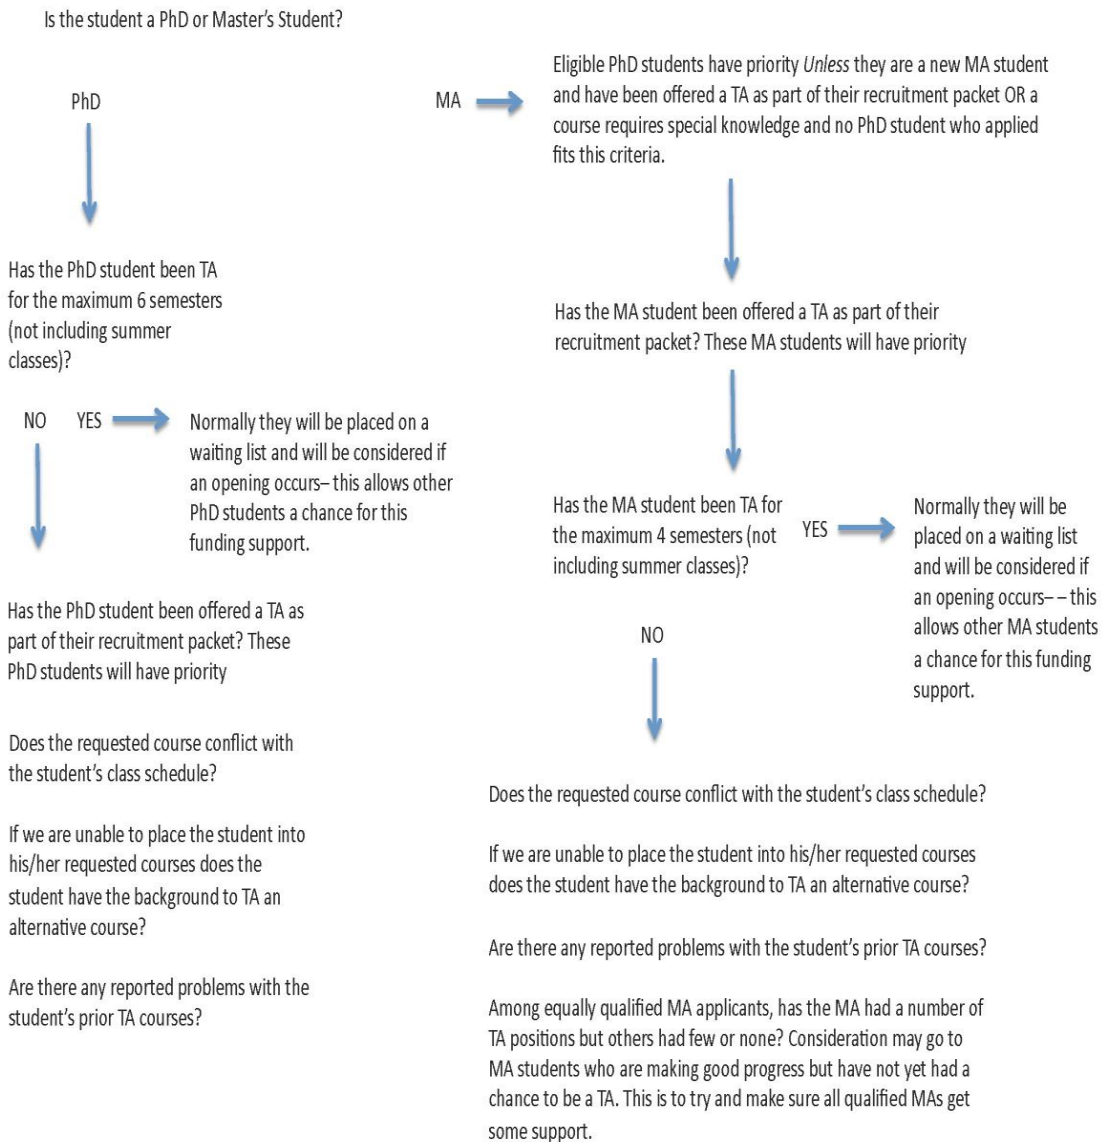 Is the student a PhD or Master's Student?
PhD
Has the PhD student been TA
for the maximum 6 semesters
(not including summer
classes)?
NO
YES
Normally they will be placed on a
waiting list and will be considered if
an opening occurs– this allows other
PhD students a chance for this
funding support.
Has the PhD student been offered a TA as
part of their recruitment packet? These
PhD students will have priority
Does the requested course conflict with
the student's class schedule?
If we are unable to place the student into
his/her requested courses does the
student have the background to TA an
alternative course?
Are there any reported problems with the
student's prior TA courses?
MA
Eligible PhD students have priority Unless they are a new MA student
and have been offered a TA as part of their recruitment packet OR a
course requires special knowledge and no PhD student who applied
fits this criteria.
Has the MA student been offered a TA as part of their
recruitment packet? These MA students will have priority
Has the MA student been TA for
the maximum 4 semesters (not
including summer classes)?
YES
Normally they will be
placed on a waiting list
and will be considered if
an opening occurs– – this
allows other MA students
a chance for this funding
support.
NO
Does the requested course conflict with the student's class schedule?
If we are unable to place the student into his/her requested courses
does the student have the background to TA an alternative course?
Are there any reported problems with the student's prior TA courses?
Among equally qualified MA applicants, has the MA had a number of
TA positions but others had few or none? Consideration may go to
MA students who are making good progress but have not yet had a
chance to be a TA. This is to try and make sure all qualified MAs get
some support.